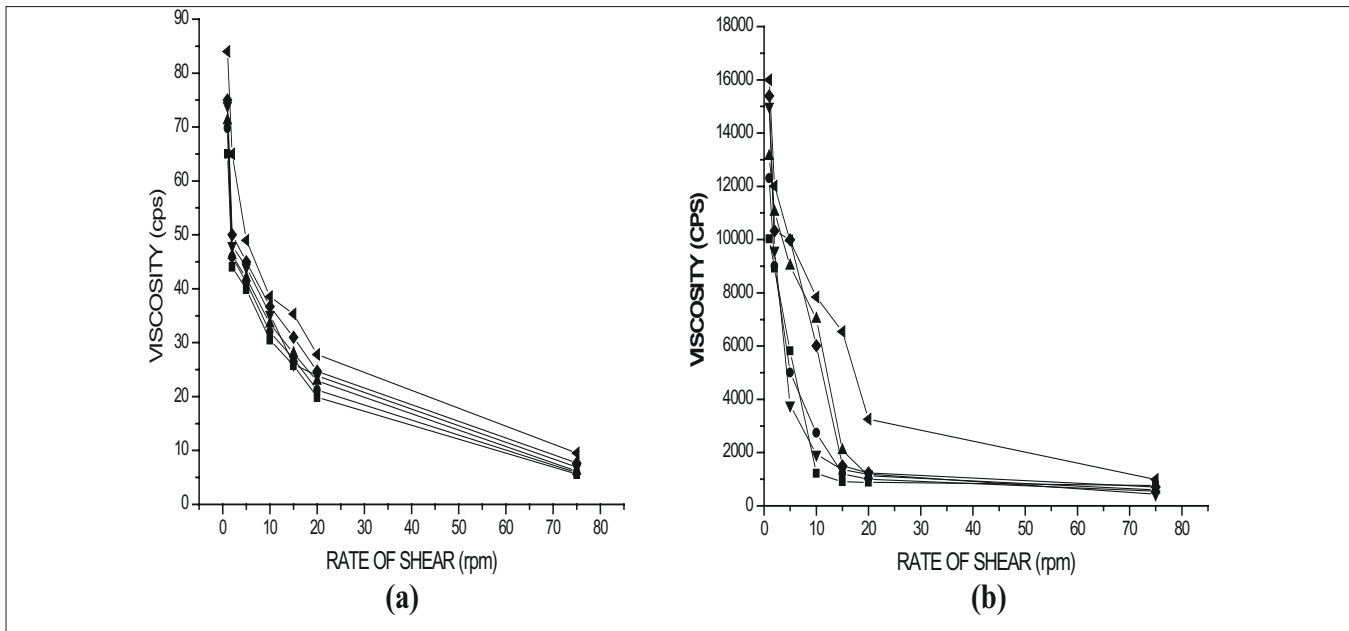 90
80
70
60
50
40
30
20
10
0
VISCOSITY (cps)
0 10 20 30 40 50 60 70 80
RATE OF SHEAR (rpm)
(a)
18000
16000
14000
12000
10000
8000
6000
4000
2000
0
VISCOSITY (CPS)
0 10 20 30 40 50 60 70 80
RATE OF SHEAR (rpm)
(b)